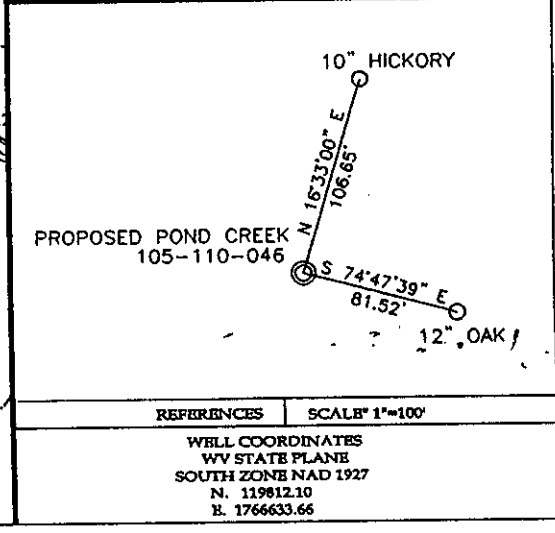 10" HICKORY
N 16°33'00" E
106.65'
PROPOSED POND CREEK
105-110-046
S 74°47'39" E
81.52'
12" OAK
REFERENCES
SCALE" 1"=100'
WELL COORDINATES
WV STATE PLANE
SOUTH ZONE NAD 1927
N. 119812.10
E. 1766633.66